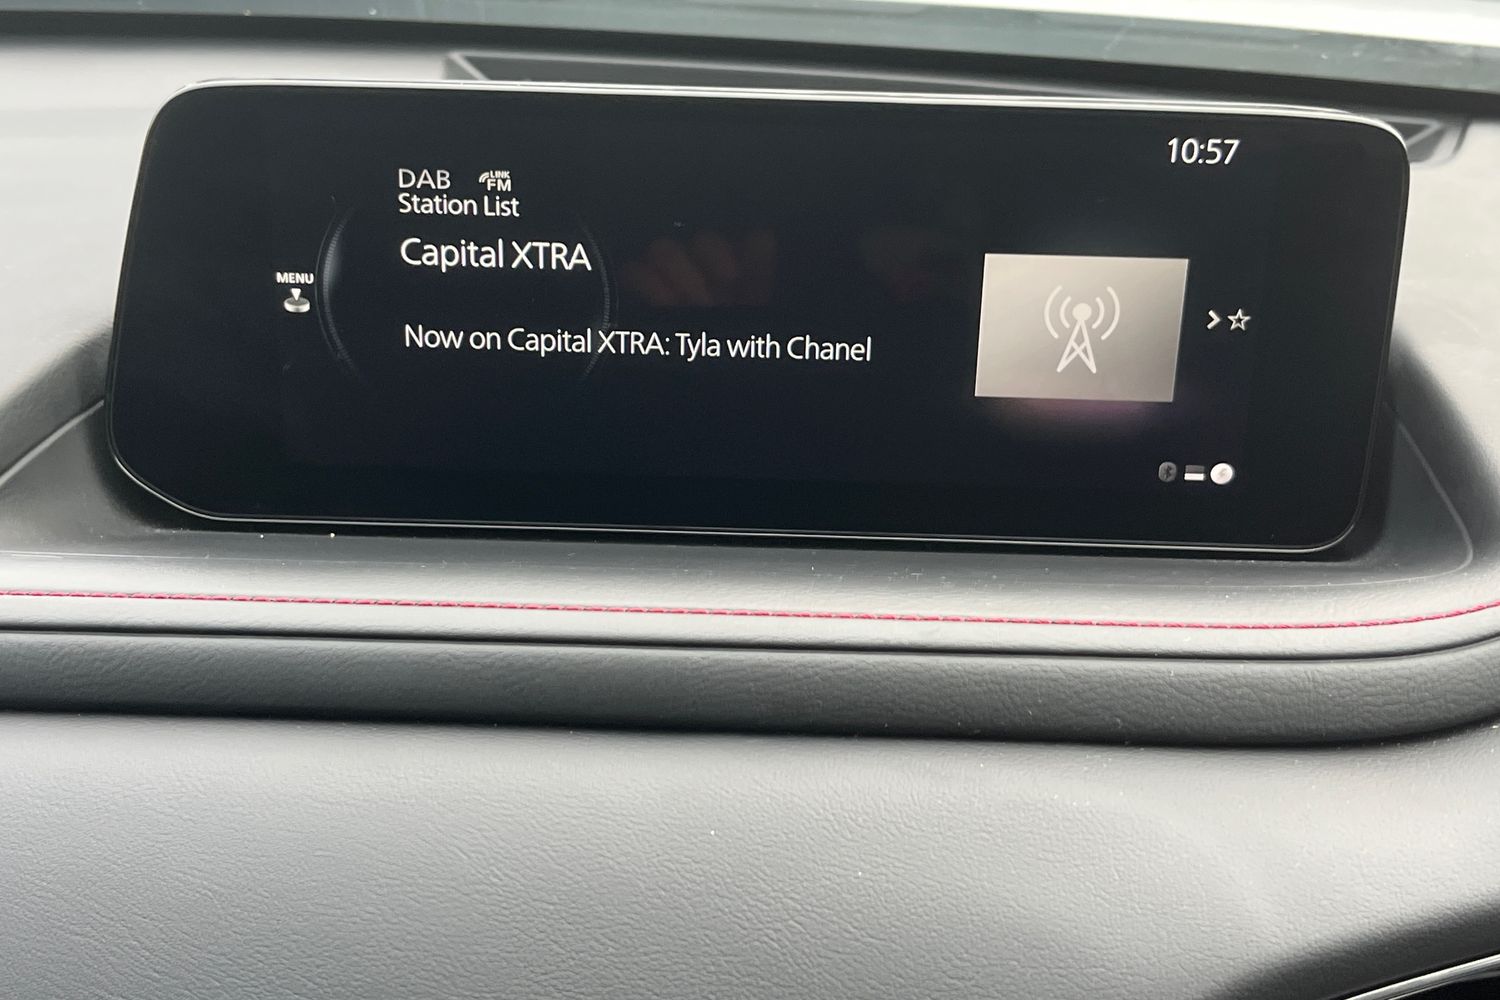 10:57
DAB LINK FM
Station List
Capital XTRA
MENU
Now on Capital XTRA: Tyla with Chanel